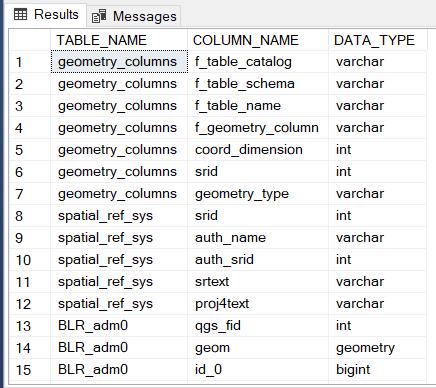 Results Messages
TABLE_NAME COLUMN_NAME DATA_TYPE
1 geometry_columns f_table_catalog varchar
2 geometry_columns f_table_schema varchar
3 geometry_columns f_table_name varchar
4 geometry_columns f_geometry_column varchar
5 geometry_columns coord_dimension int
6 geometry_columns srid int
7 geometry_columns geometry_type varchar
8 spatial_ref_sys srid int
9 spatial_ref_sys auth_name varchar
10 spatial_ref_sys auth_srid int
11 spatial_ref_sys srtext varchar
12 spatial_ref_sys proj4text varchar
13 BLR_adm0 qgs_fid int
14 BLR_adm0 geom geometry
15 BLR_adm0 id_0 bigint